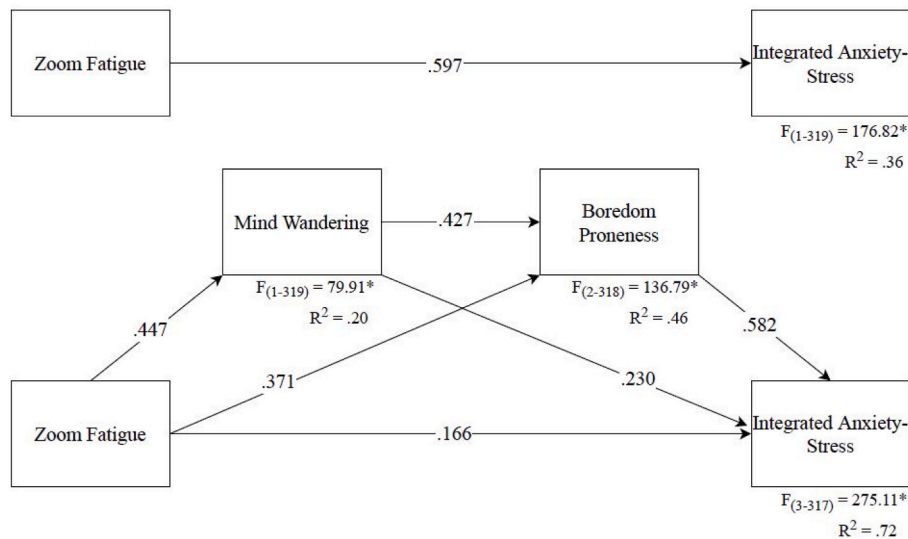 Zoom Fatigue
.597
Integrated Anxiety-
Stress
F(1-319) = 176.82*
R2 = .36
Mind Wandering
.427
Boredom
Proneness
F(1-319) = 79.91*
R2 = .20
F(2-318) = 136.79*
R2 = .46
.447
.371
.230
.582
Zoom Fatigue
.166
Integrated Anxiety-
Stress
F(3-317) = 275.11*
R2 = .72